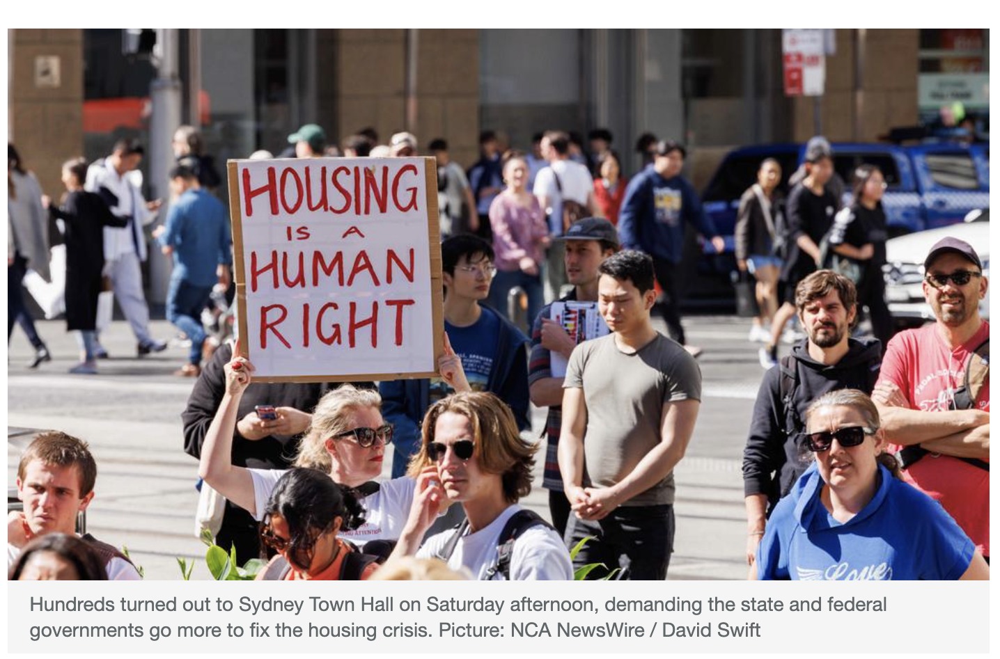 HOUSING
IS A
HUMAN
RIGHT
Love
Hundreds turned out to Sydney Town Hall on Saturday afternoon, demanding the state and federal
governments go more to fix the housing crisis. Picture: NCA NewsWire / David Swift